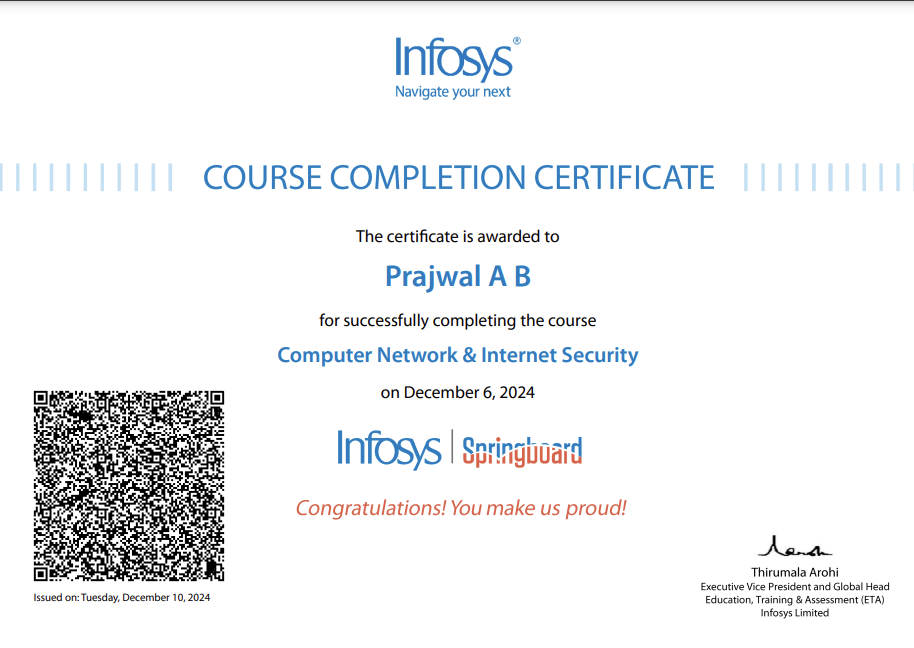 Infosys®
Navigate your next
COURSE COMPLETION CERTIFICATE
The certificate is awarded to
Prajwal A B
for successfully completing the course
Computer Network & Internet Security
on December 6, 2024
Infosys | Springboard
Congratulations! You make us proud!
Issued on: Tuesday, December 10, 2024
Thirumala Arohi
Executive Vice President and Global Head
Education, Training & Assessment (ETA)
Infosys Limited